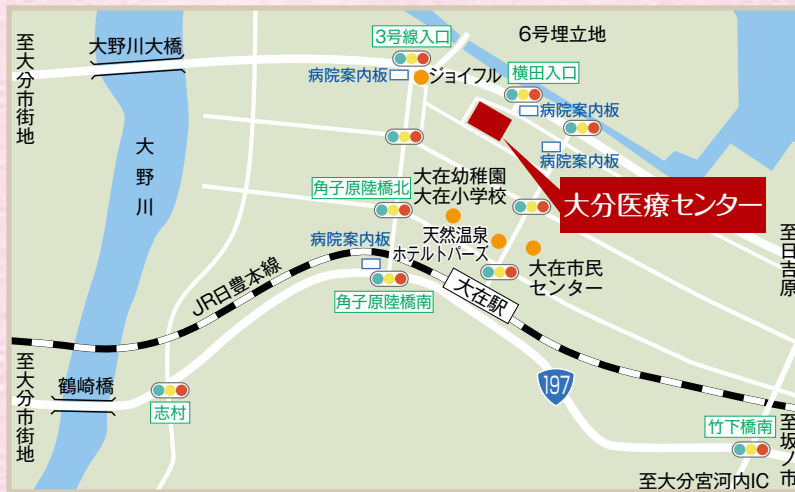 至大分市街地
大野川大橋
3号線入口
6号埋立地
病院案内板
ジョイフル
横田入口
病院案内板
病院案内板
大野川
大在幼稚園
大在小学校
角子原陸橋北
大分医療センター
天然温泉
ホテルトパーズ
病院案内板
大在市民
センター
至日吉原
JR日豊本線
角子原陸橋南
大在駅
197
至大分市街地
鶴崎橋
志村
竹下橋南
至坂ノ市
至大分宮河内IC